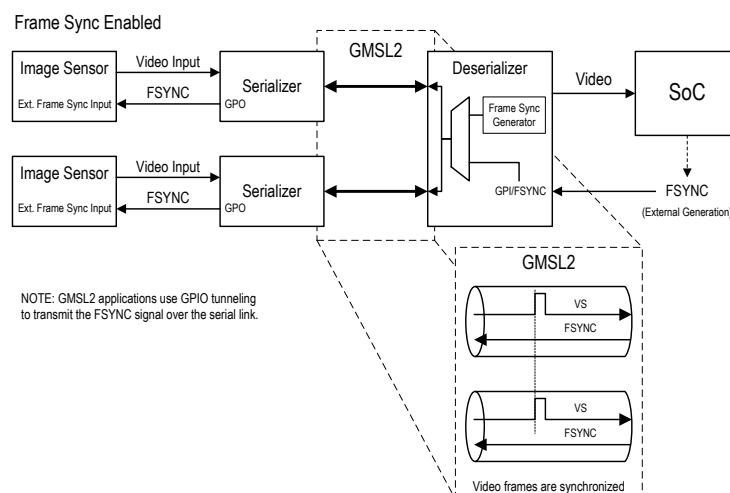 Frame Sync Enabled
GMSL2
Image Sensor
Video Input
FSYNC
Ext. Frame Sync Input
Serializer
GPO
Deserializer
Frame Sync
Generator
GPI/FSYNC
Video
SoC
FSYNC
(External Generation)
Image Sensor
Video Input
FSYNC
Ext. Frame Sync Input
Serializer
GPO
NOTE: GMSL2 applications use GPIO tunneling
to transmit the FSYNC signal over the serial link.
GMSL2
VS
FSYNC
VS
FSYNC
Video frames are synchronized